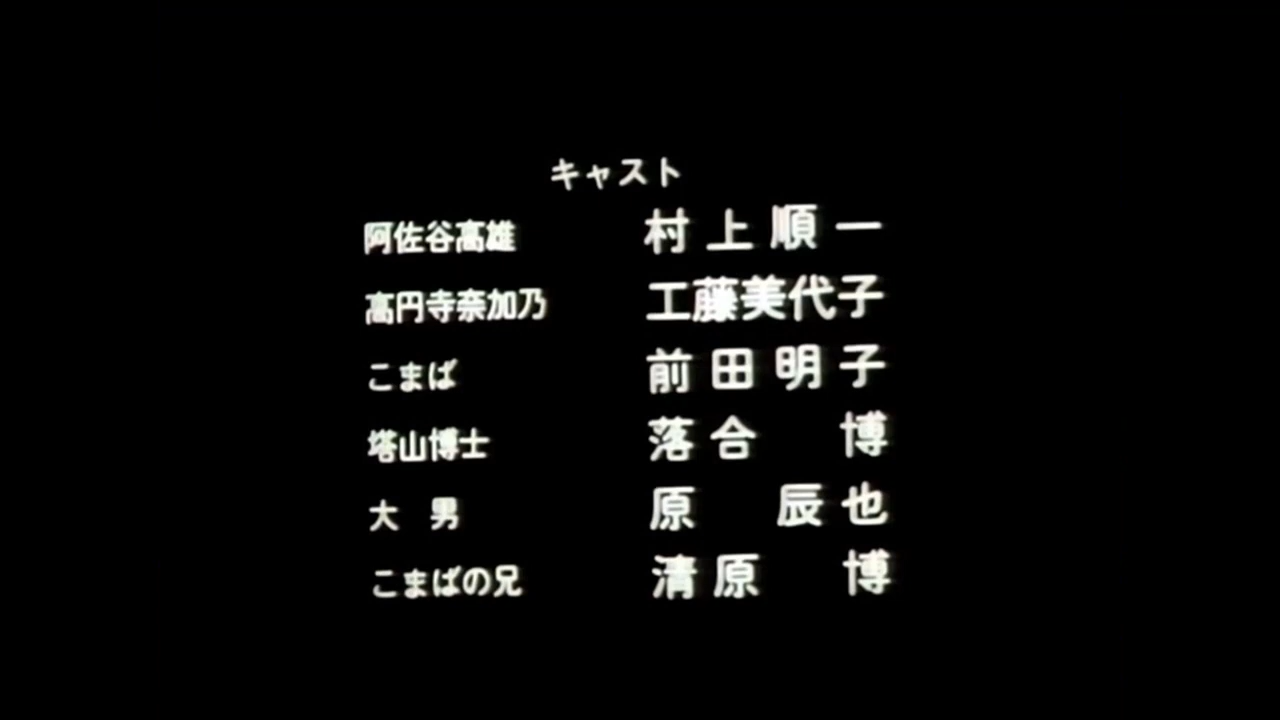 キャスト
阿佐谷高雄 村上順一
高円寺奈加乃 工藤美代子
こまば 前田明子
塔山博士 落合 博
大 男 原 辰也
こまばの兄 清原 博